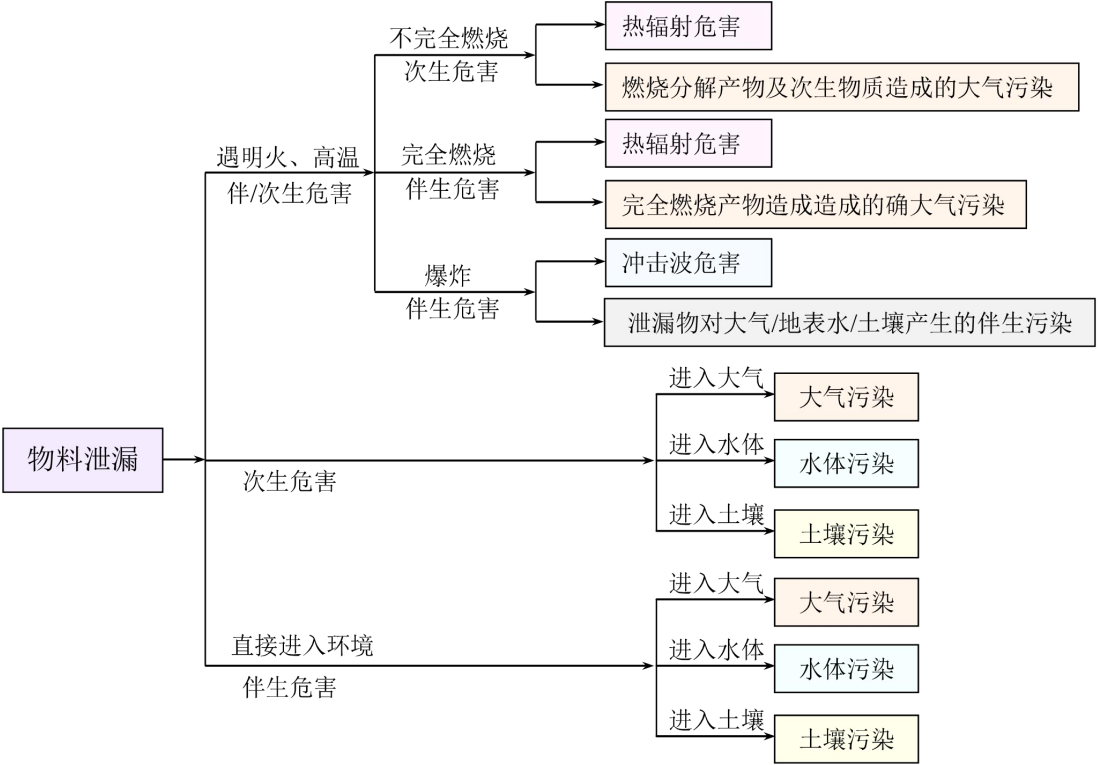 不完全燃烧
次生危害
热辐射危害
燃烧分解产物及次生物质造成的大气污染
遇明火、高温
伴/次生危害
完全燃烧
伴生危害
热辐射危害
完全燃烧产物造成造成的确大气污染
爆炸
伴生危害
冲击波危害
泄漏物对大气/地表水/土壤产生的伴生污染
物料泄漏
次生危害
进入大气
大气污染
进入水体
水体污染
进入土壤
土壤污染
直接进入环境
伴生危害
进入大气
大气污染
进入水体
水体污染
进入土壤
土壤污染